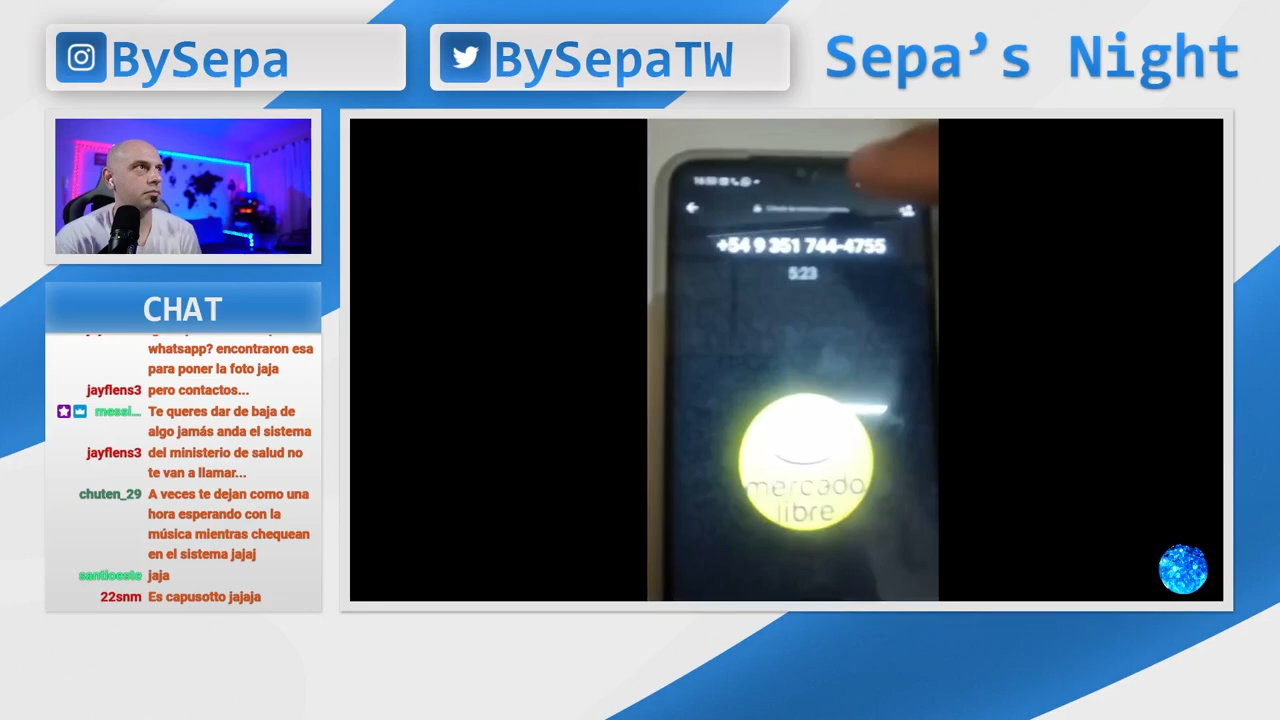 BySepa
BySepaTW
Sepa’s Night
CHAT
whatsapp? encontraron esa
para poner la foto jaja
jayflens3 pero contactos...
messi... Te queres dar de baja de
algo jamás anda el sistema
jayflens3 del ministerio de salud no
te van a llamar...
chuten_29 A veces te dejan como una
hora esperando con la
música mientras chequean
en el sistema jajaj
santioeste jaja
22snm Es capusotto jajaja
+54 9 351 744-4755
5:23
mercado
libre